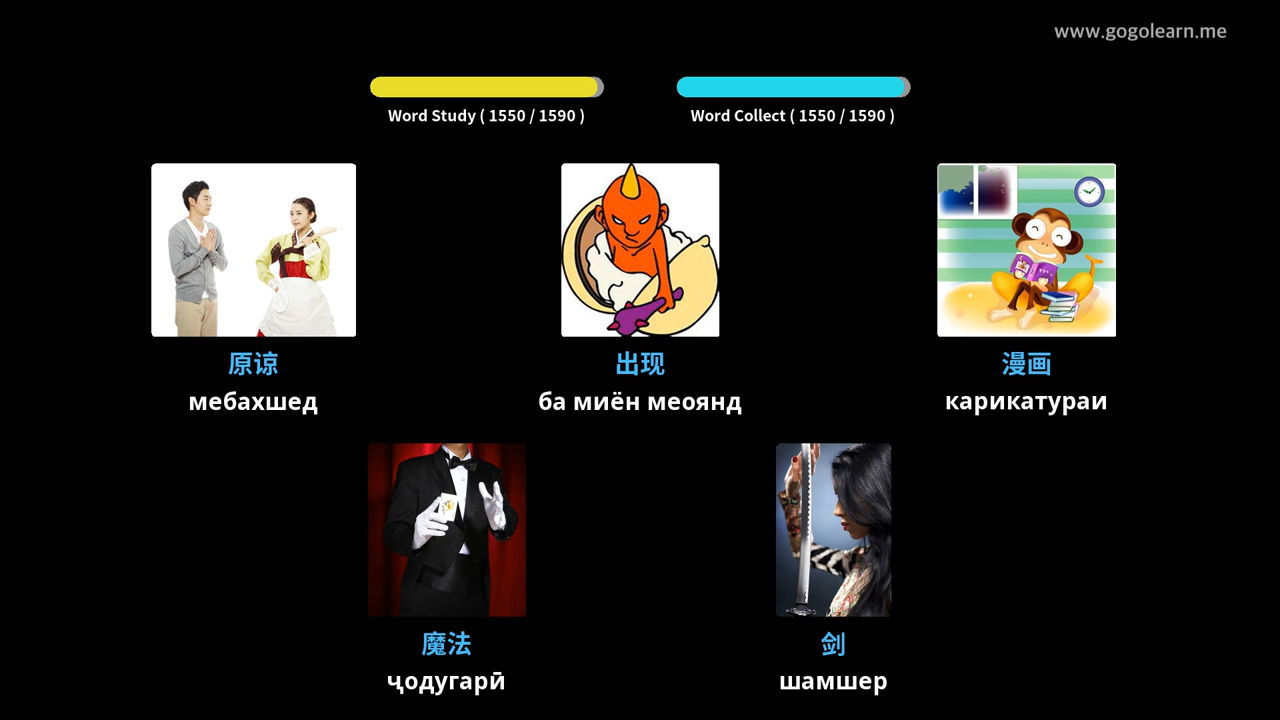 www.gogolearn.me
Word Study ( 1550 / 1590 )
Word Collect ( 1550 / 1590 )
原谅
мебахшед
出现
ба миён меоянд
漫画
карикатураи
魔法
ҷодугарӣ
剑
шамшер